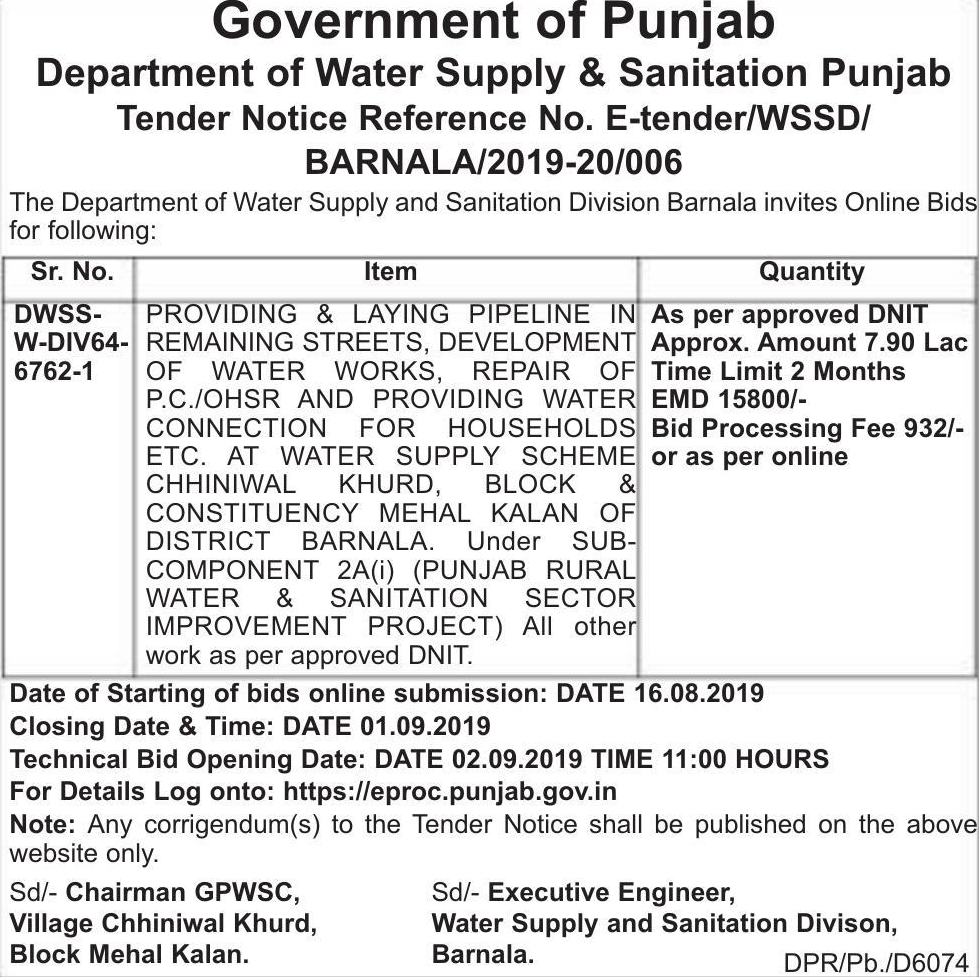 Government of Punjab
Department of Water Supply & Sanitation Punjab
Tender Notice Reference No. E-tender/WSSD/
BARNALA/2019-20/006
The Department of Water Supply and Sanitation Division Barnala invites Online Bids
for following:
Sr. No. Item Quantity
DWSS-
W-DIV64-
6762-1
PROVIDING & LAYING PIPELINE IN
REMAINING STREETS, DEVELOPMENT
OF WATER WORKS, REPAIR OF
P.C./OHSR AND PROVIDING WATER
CONNECTION FOR HOUSEHOLDS
ETC. AT WATER SUPPLY SCHEME
CHHINIWAL KHURD, BLOCK &
CONSTITUENCY MEHAL KALAN OF
DISTRICT BARNALA. Under SUB-
COMPONENT 2A(i) (PUNJAB RURAL
WATER & SANITATION SECTOR
IMPROVEMENT PROJECT) All other
work as per approved DNIT.
As per approved DNIT
Approx. Amount 7.90 Lac
Time Limit 2 Months
EMD 15800/-
Bid Processing Fee 932/-
or as per online
Date of Starting of bids online submission: DATE 16.08.2019
Closing Date & Time: DATE 01.09.2019
Technical Bid Opening Date: DATE 02.09.2019 TIME 11:00 HOURS
For Details Log onto: https://eproc.punjab.gov.in
Note: Any corrigendum(s) to the Tender Notice shall be published on the above
website only.
Sd/- Chairman GPWSC,
Village Chhiniwal Khurd,
Block Mehal Kalan.
Sd/- Executive Engineer,
Water Supply and Sanitation Divison,
Barnala.
DPR/Pb./D6074